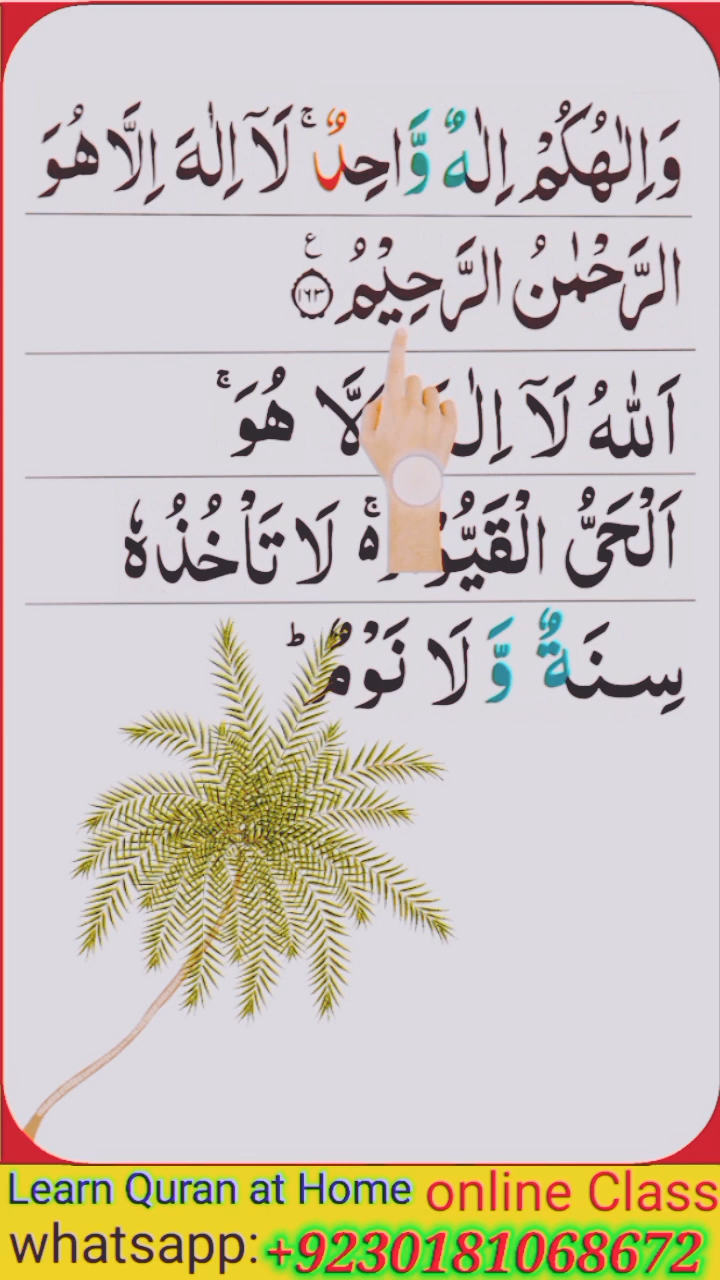 وَاِلٰهُكُمْ اِلٰهٌ وَّاحِدٌ ۚ لَآ اِلٰهَ اِلَّا هُوَ
الرَّحْمٰنُ الرَّحِيْمُ ۝١٦٣ ع
اَللّٰهُ لَآ هُوَ ۚ
اَلْحَيُّ لَا تَاْخُذُهٗ
سِنَةٌ وَّ لَا نَوْمٌ ؕ
Learn Quran at Home online Class
whatsapp:+9230181068672